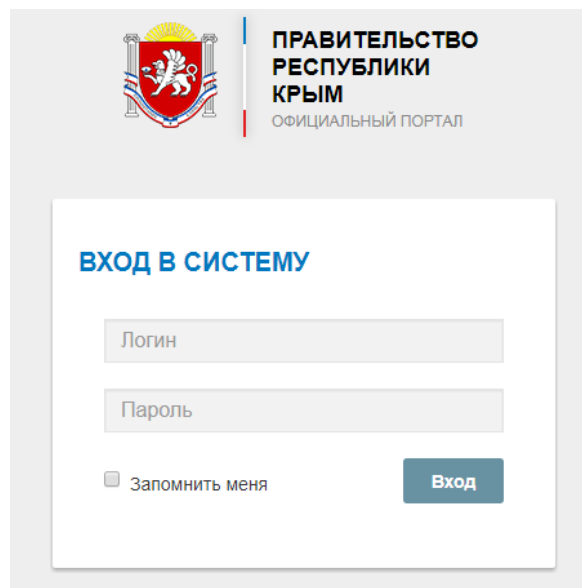 ПРАВИТЕЛЬСТВО
РЕСПУБЛИКИ
КРЫМ
ОФИЦИАЛЬНЫЙ ПОРТАЛ
ВХОД В СИСТЕМУ
Логин
Пароль
Запомнить меня
Вход